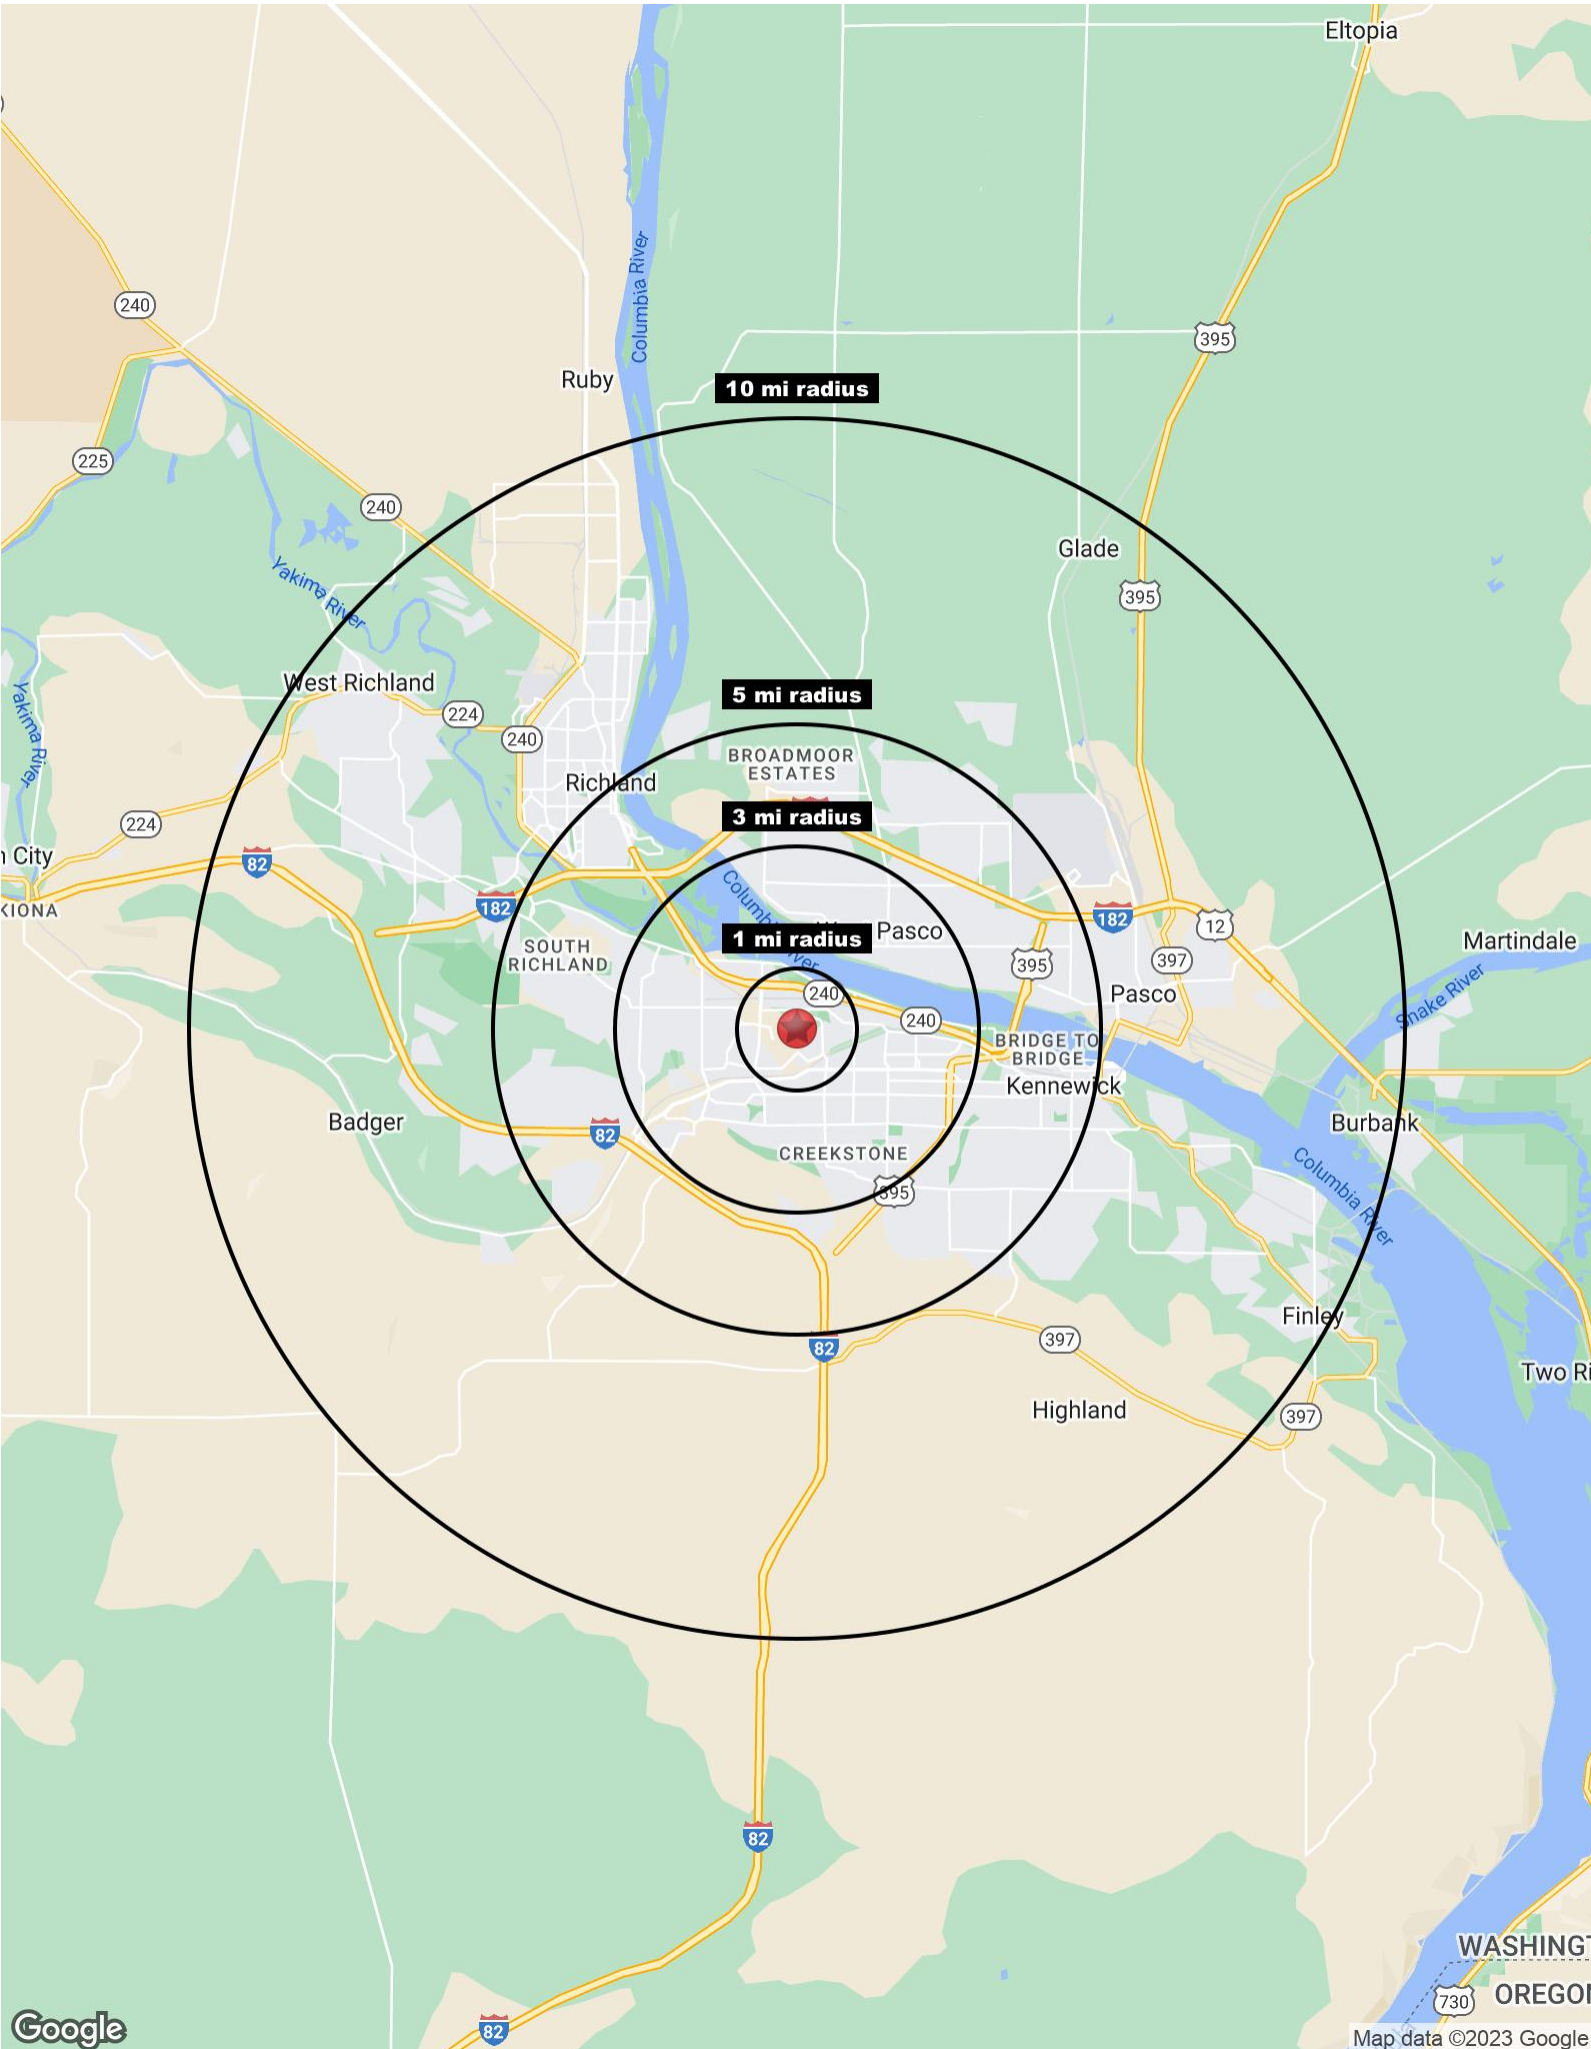 Eltopia
240
Columbia River
395
Ruby
10 mi radius
225
240
Glade
Yakima River
395
West Richland
Yakima River
5 mi radius
224
240
BROADMOOR
ESTATES
Richland
3 mi radius
224
City
82
Columbia River
182
182
12
KIONA
Pasco
1 mi radius
SOUTH
RICHLAND
395
397
Martindale
240
Pasco
Snake River
240
BRIDGE TO
BRIDGE
Kennewick
Badger
82
Burbank
CREEKSTONE
395
Columbia River
Finley
397
82
Two Ri
Highland
397
82
WASHINGT
OREGON
730
Google
82
Map data ©2023 Google